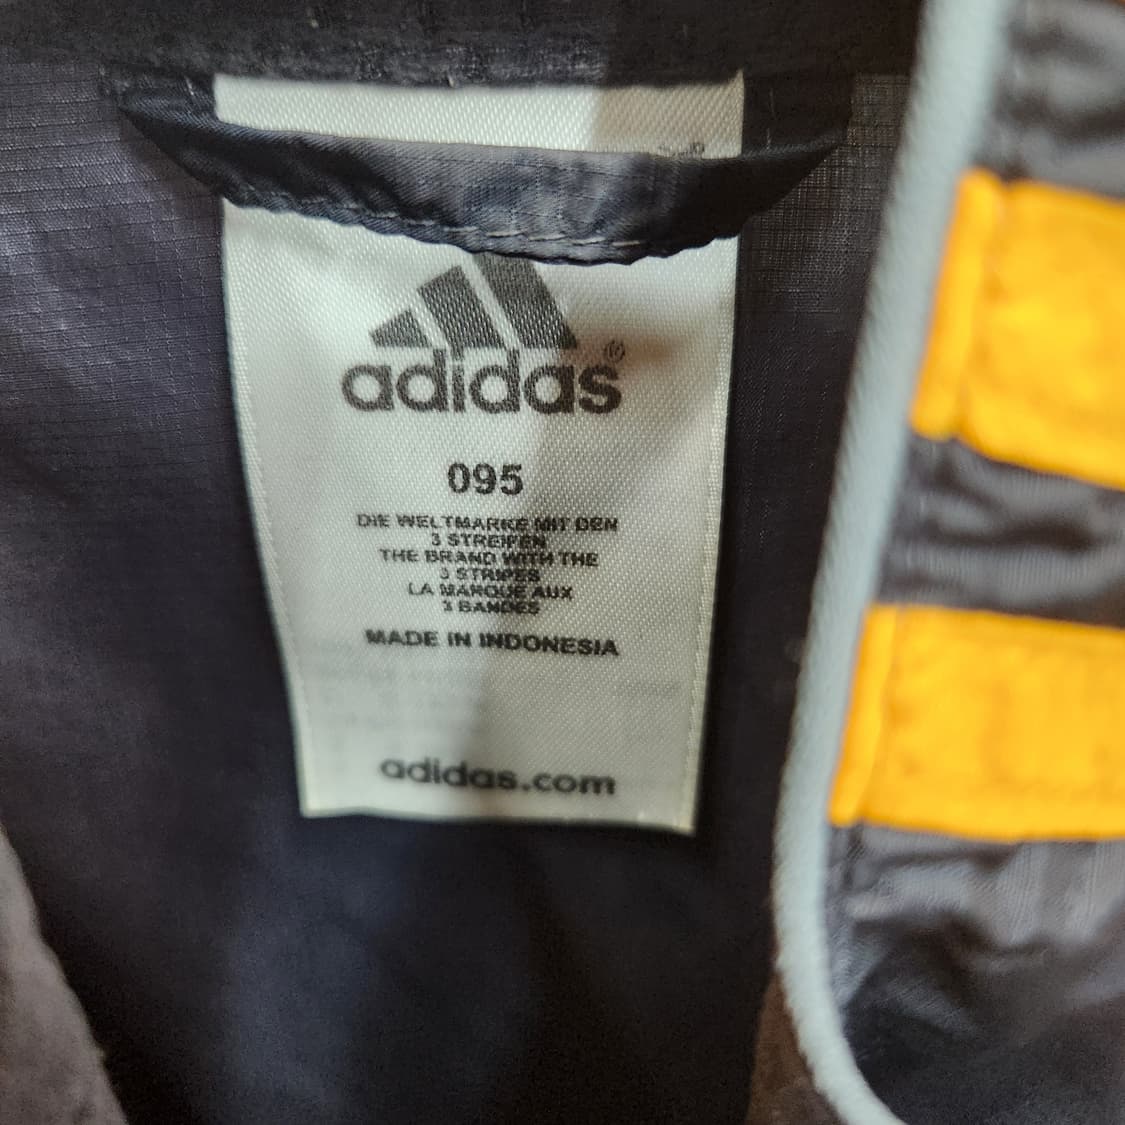 adidas®
095
DIE WELTMARKE MIT DEN
3 STREIFEN
THE BRAND WITH THE
3 STRIPES
LA MARQUE AUX
3 BANDES
MADE IN INDONESIA
adidas.com